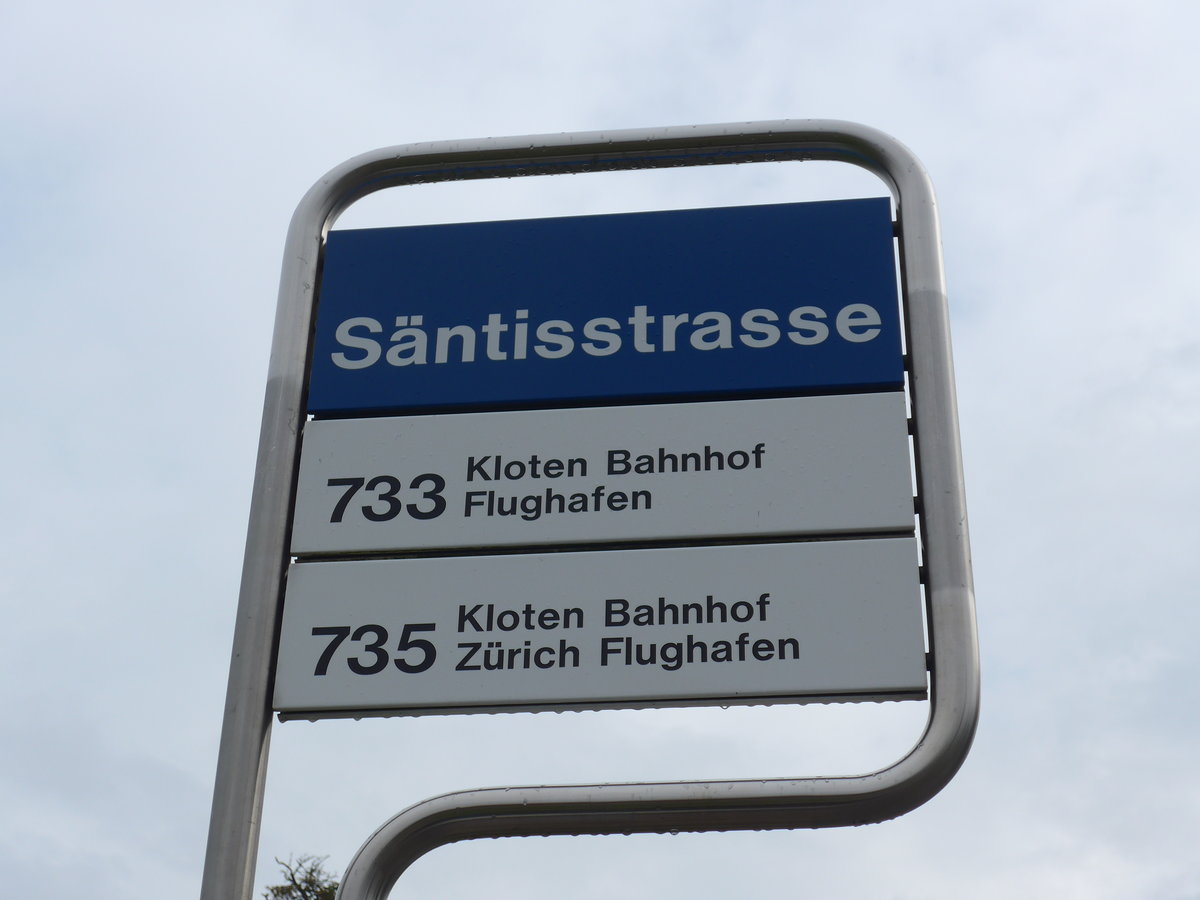 Säntisstrasse
733 Kloten Bahnhof
Flughafen
735 Kloten Bahnhof
Zürich Flughafen